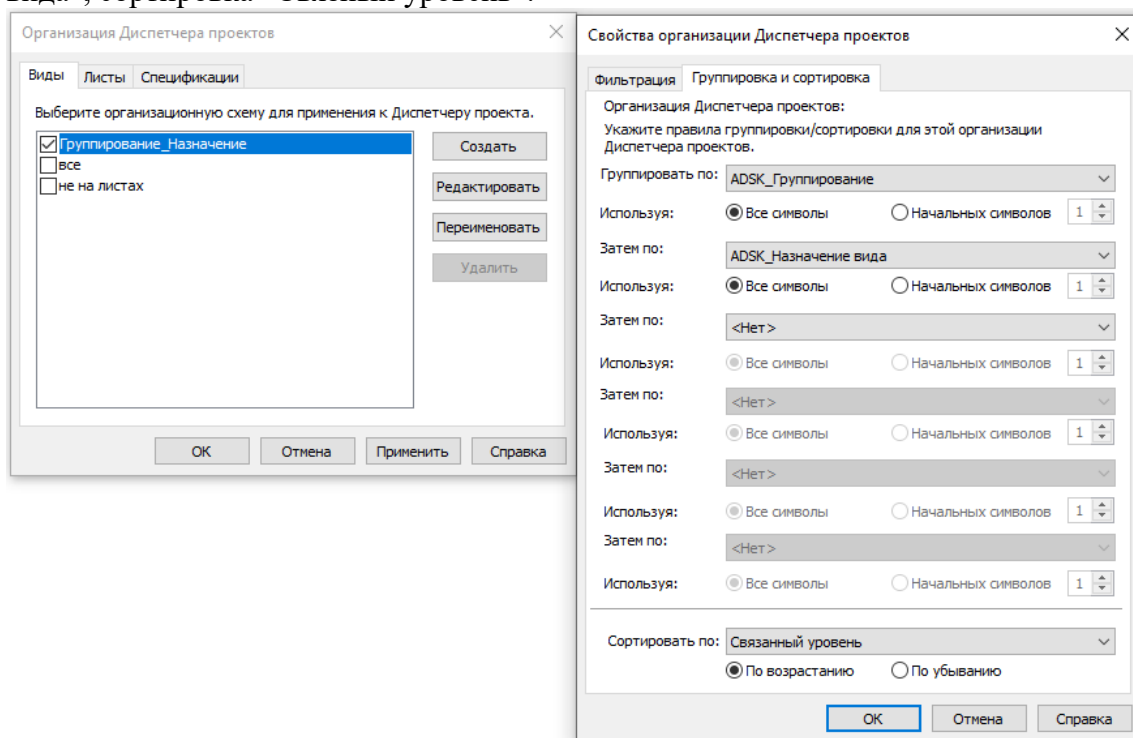 Организация Диспетчера проектов
Виды Листы Спецификации
Выберите организационную схему для применения к Диспетчеру проекта.
Группирование_Назначение
все
не на листах
Создать
Редактировать
Переименовать
Удалить
ОК Отмена Применить Справка
Свойства организации Диспетчера проектов
Фильтрация Группировка и сортировка
Организация Диспетчера проектов:
Укажите правила группировки/сортировки для этой организации
Диспетчера проектов.
Группировать по: ADSK_Группирование
Используя: Все символы Начальных символов 1
Затем по: ADSK_Назначение вида
Используя: Все символы Начальных символов 1
Затем по: <Нет>
Используя: Все символы Начальных символов 1
Затем по: <Нет>
Используя: Все символы Начальных символов 1
Затем по: <Нет>
Используя: Все символы Начальных символов 1
Затем по: <Нет>
Используя: Все символы Начальных символов 1
Сортировать по: Связанный уровень
По возрастанию По убыванию
ОК Отмена Справка